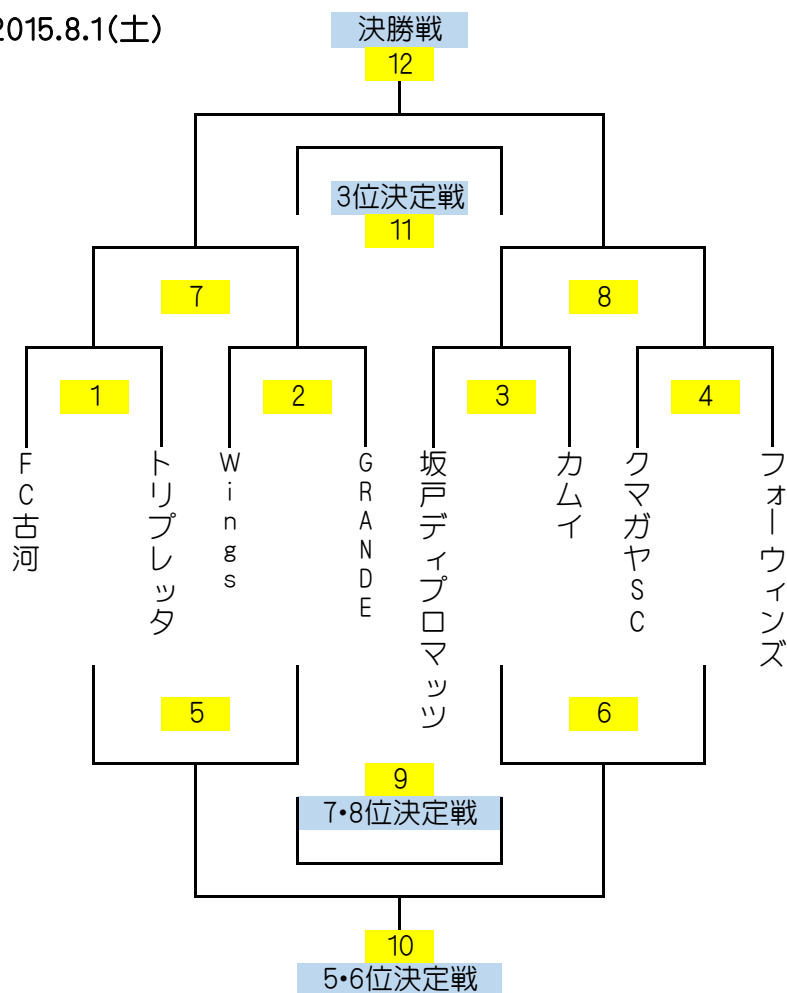 2015.8.1(土)
決勝戦
12
3位決定戦
11
7
8
1
2
3
4
FC古河
トリプレッタ
Wings
GRANDE
坂戸ディプロマッツ
カムイ
クマガヤSC
フォーウィンズ
5
6
9
7・8位決定戦
10
5・6位決定戦